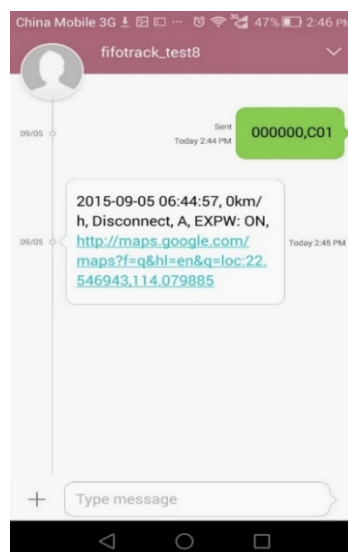 China Mobile 3G ... 3G 47% 2:46 PM
fifotrack_test8
09/05
Sent
Today 2:44 PM
000000,C01
2015-09-05 06:44:57, 0km/
h, Disconnect, A, EXPW: ON,
http://maps.google.com/
maps?f=q&hl=en&q=loc:22.
546943,114.079885
09/05
Today 2:45 PM
+
Type message